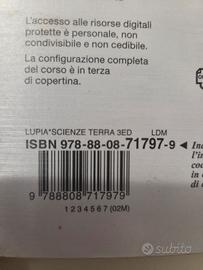 L'accesso alle risorse digitali
protette è personale, non
condivisibile e non cedibile.
La configurazione completa
del corso è in terza
di copertina.
LUPIA*SCIENZE TERRA 3ED LDM
ISBN 978-88-08-71797-9
9 788808 717979
1 2 3 4 5 6 7 (02M)
subito